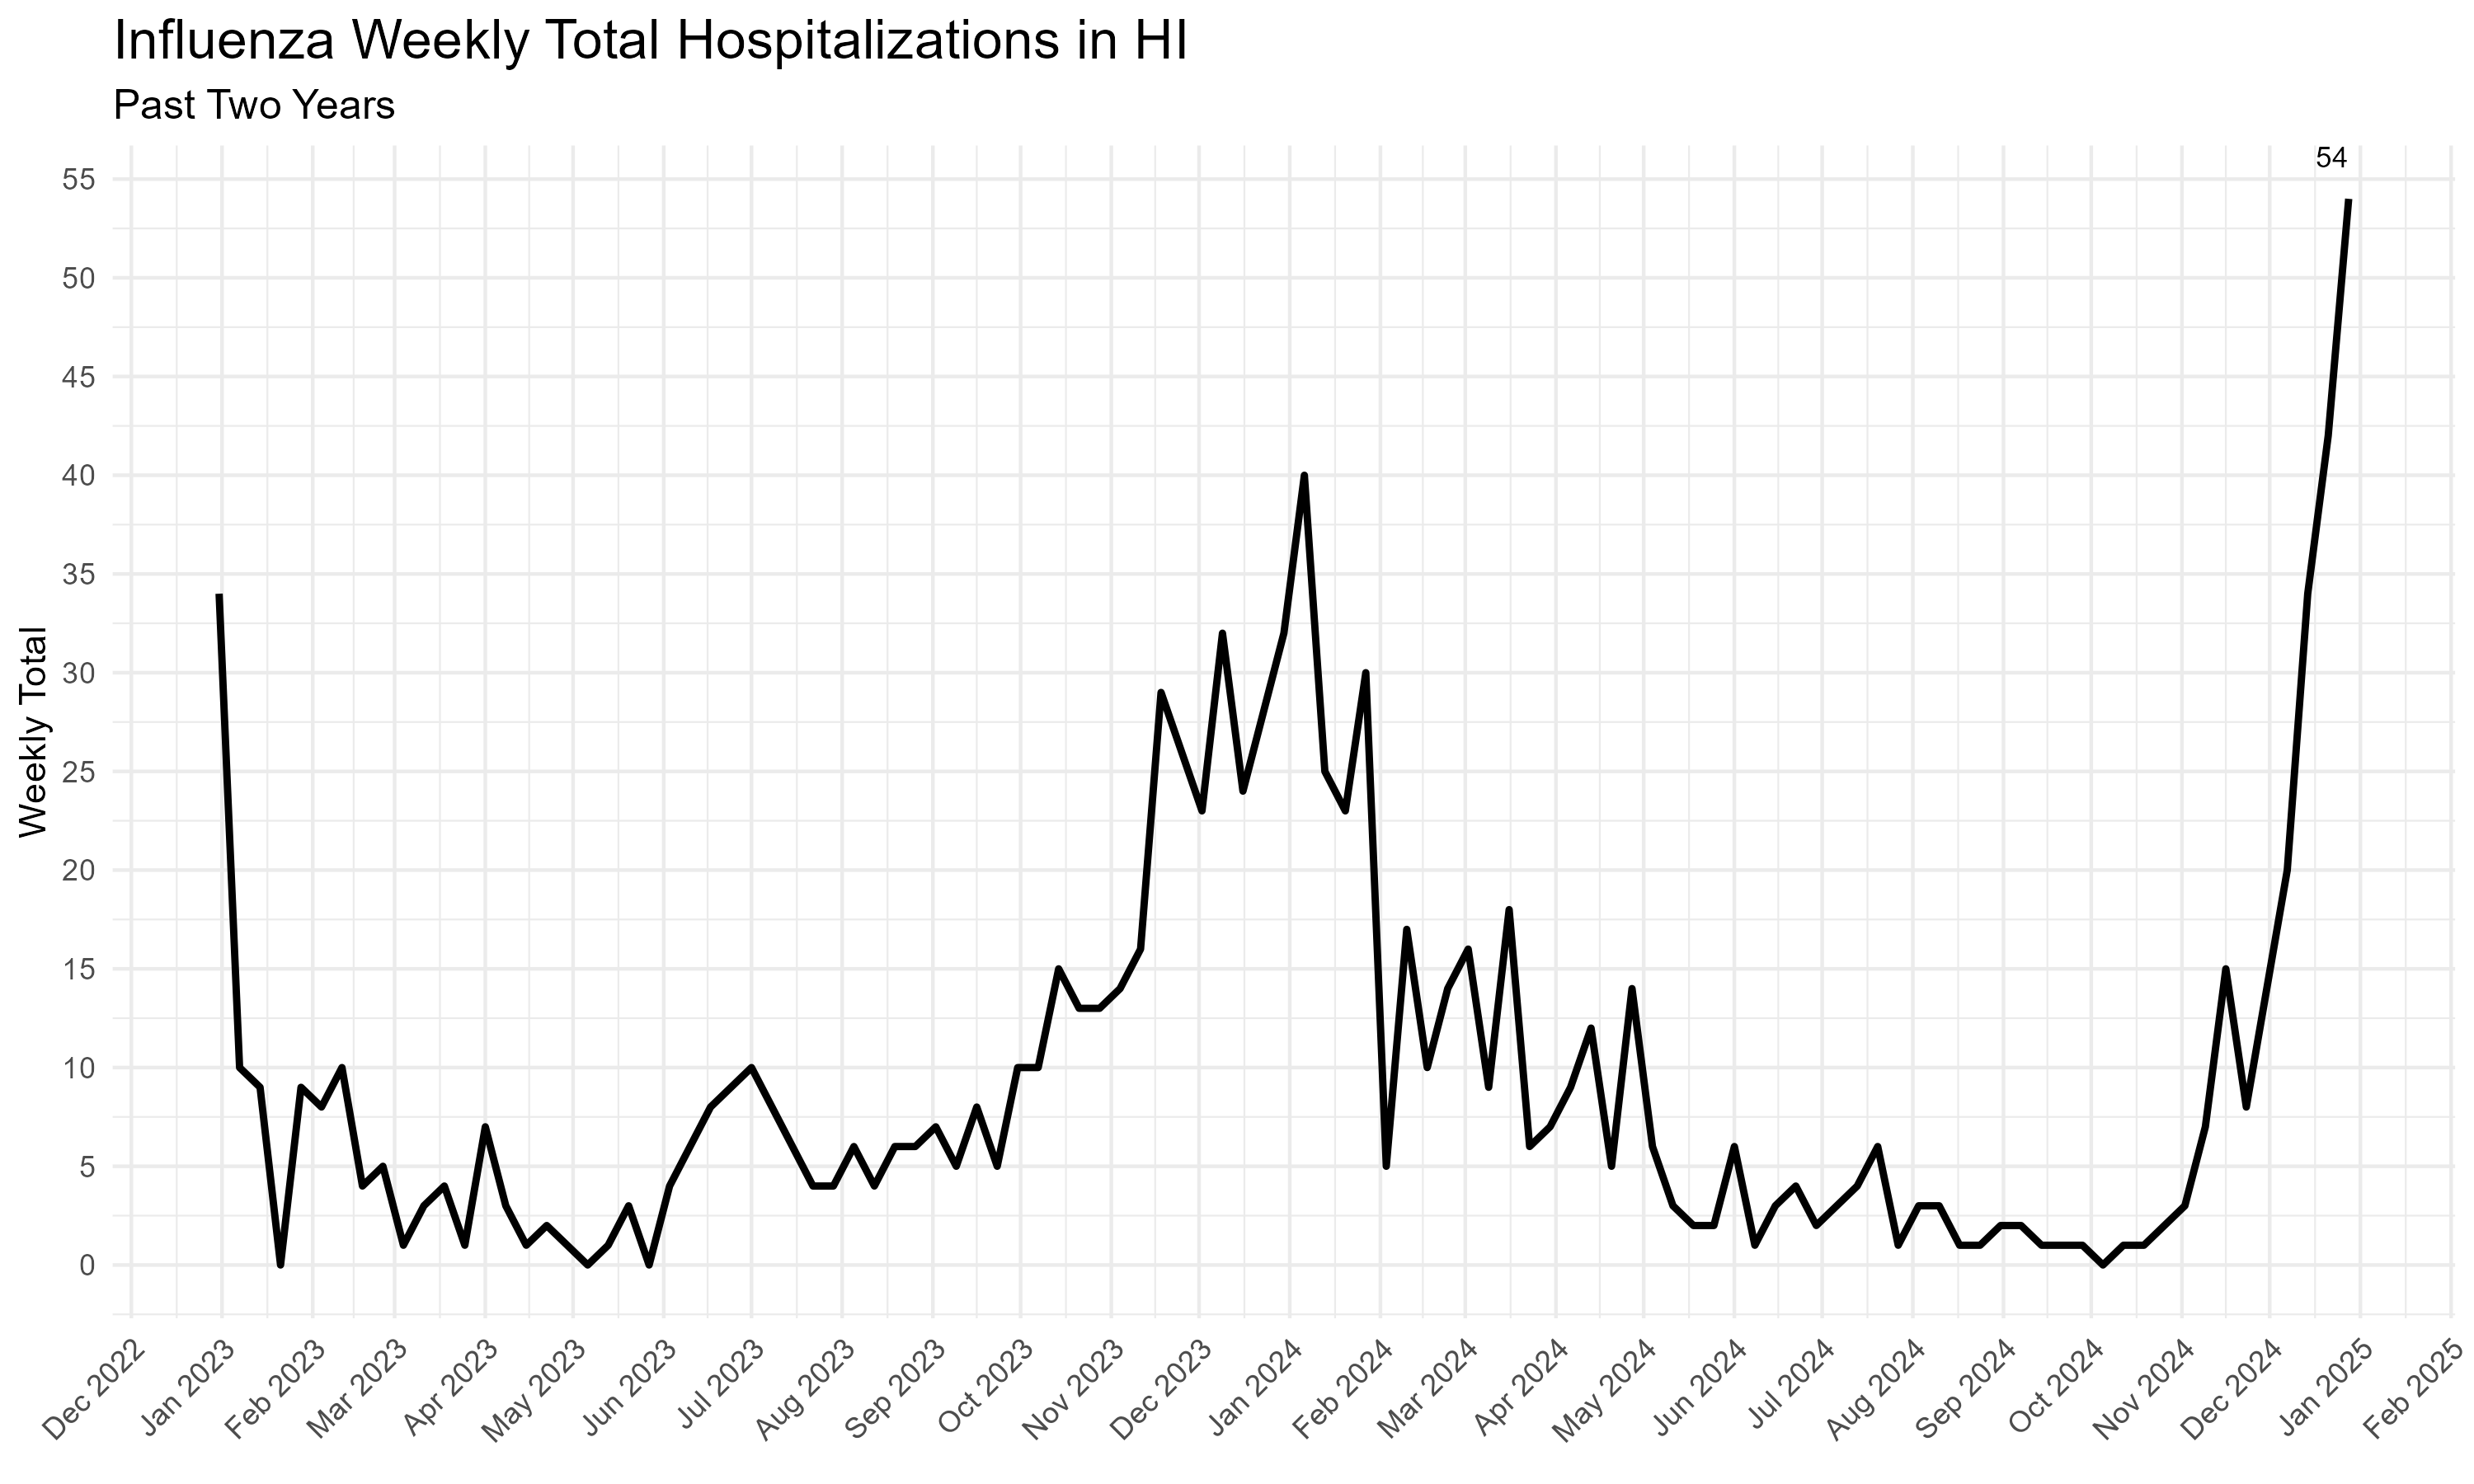 Influenza Weekly Total Hospitalizations in HI
Past Two Years
54
55
50
45
40
35
30
25
20
15
10
5
0
Weekly Total
Dec 2022
Jan 2023
Feb 2023
Mar 2023
Apr 2023
May 2023
Jun 2023
Jul 2023
Aug 2023
Sep 2023
Oct 2023
Nov 2023
Dec 2023
Jan 2024
Feb 2024
Mar 2024
Apr 2024
May 2024
Jun 2024
Jul 2024
Aug 2024
Sep 2024
Oct 2024
Nov 2024
Dec 2024
Jan 2025
Feb 2025